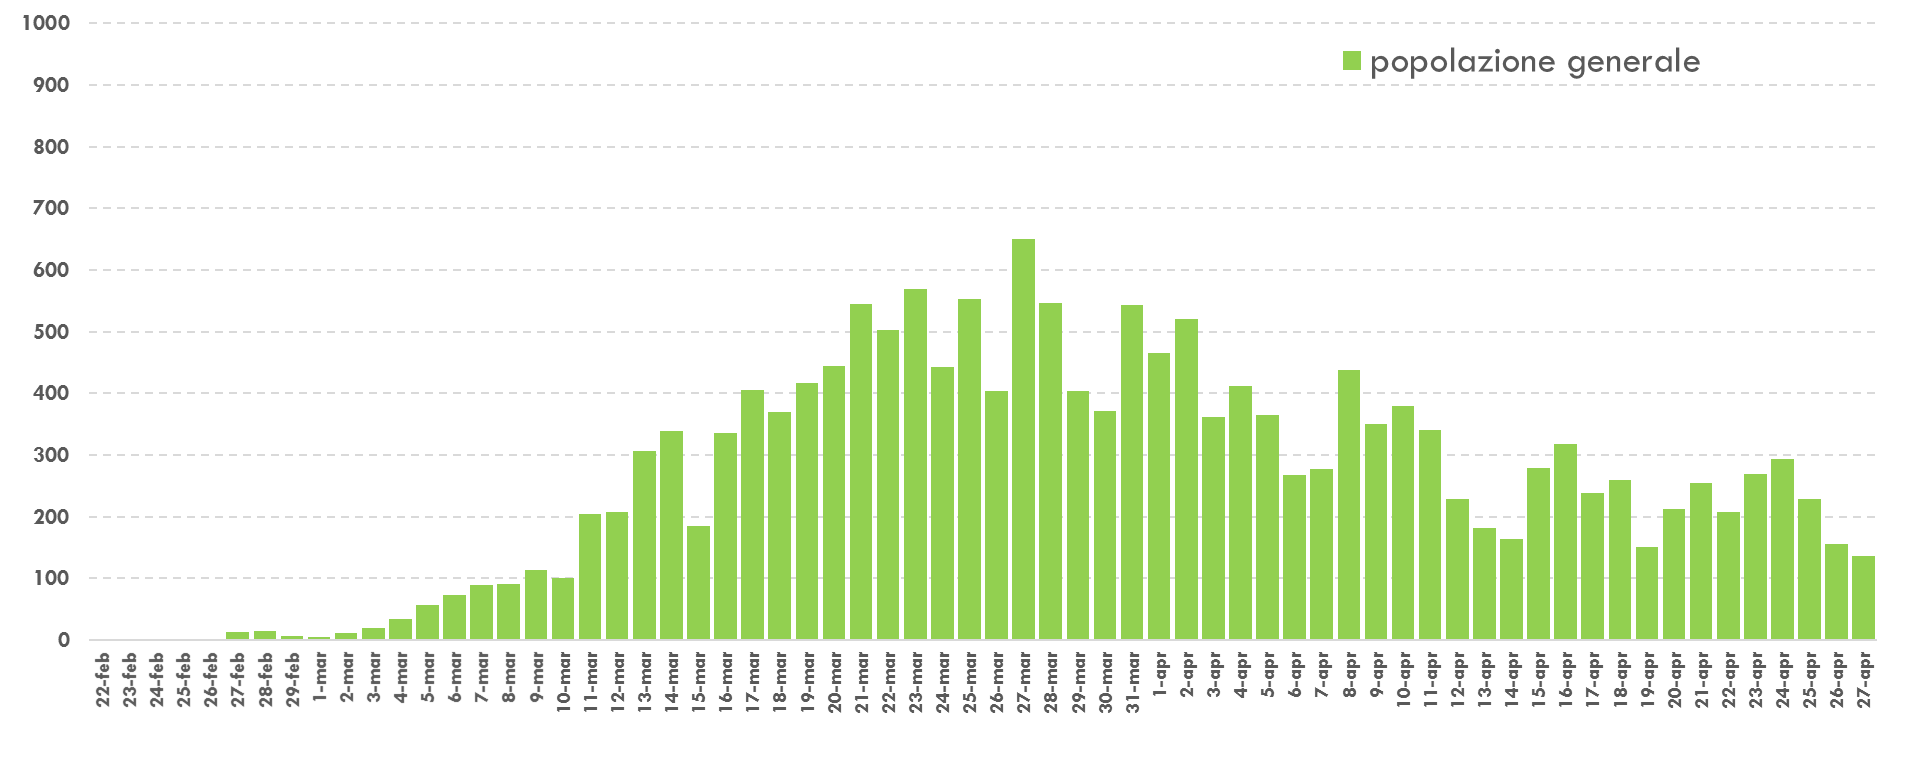 1000
popolazione generale
900
800
700
600
500
400
300
200
100
0
22-feb
23-feb
24-feb
25-feb
26-feb
27-feb
28-feb
29-feb
1-mar
2-mar
3-mar
4-mar
5-mar
6-mar
7-mar
8-mar
9-mar
10-mar
11-mar
12-mar
13-mar
14-mar
15-mar
16-mar
17-mar
18-mar
19-mar
20-mar
21-mar
22-mar
23-mar
24-mar
25-mar
26-mar
27-mar
28-mar
29-mar
30-mar
31-mar
1-apr
2-apr
3-apr
4-apr
5-apr
6-apr
7-apr
8-apr
9-apr
10-apr
11-apr
12-apr
13-apr
14-apr
15-apr
16-apr
17-apr
18-apr
19-apr
20-apr
21-apr
22-apr
23-apr
24-apr
25-apr
26-apr
27-apr